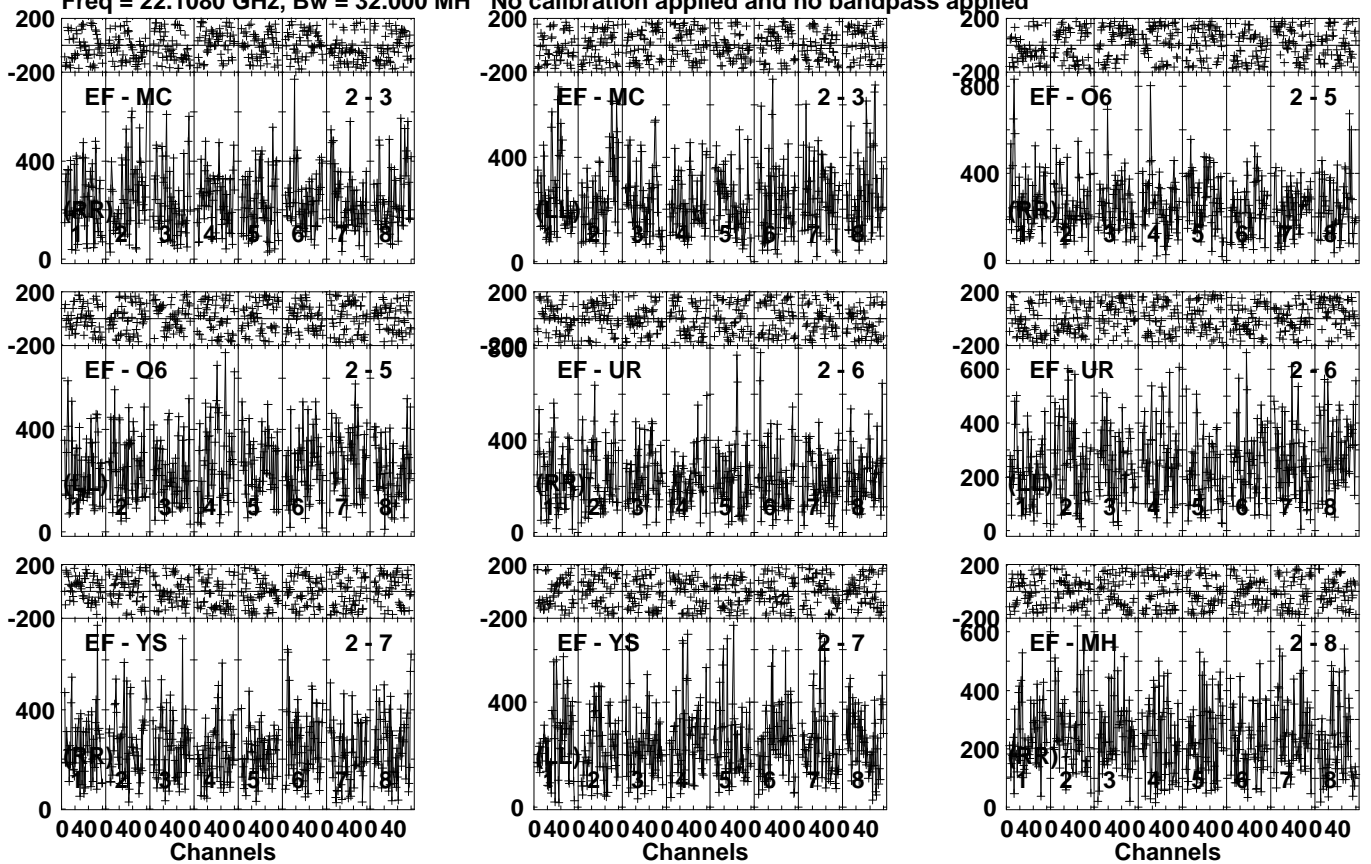 Freq = 22.1080 GHz, Bw = 32.000 MH No calibration applied and no bandpass applied
200
-200
EF - MC 2 - 3
400
(RR)
1 2 3 4 5 6 7 8
0
200
-200
EF - MC 2 - 3
400
(LL)
1 2 3 4 5 6 7 8
0
200
-200
800
EF - O6 2 - 5
400
(RR)
1 2 3 4 5 6 7 8
0
200
-200
EF - O6 2 - 5
400
(LL)
1 2 3 4 5 6 7 8
0
200
-200
800
EF - UR 2 - 6
400
(RR)
1 2 3 4 5 6 7 8
0
200
-200
600
EF - UR 2 - 6
400
200
(LL)
1 2 3 4 5 6 7 8
0
200
-200
EF - YS 2 - 7
400
(RR)
1 2 3 4 5 6 7 8
0
0 40 0 40 0 40 0 40 0 40 0 40 0 40 0 40
Channels
200
-200
EF - YS 2 - 7
400
(LL)
1 2 3 4 5 6 7 8
0
0 40 0 40 0 40 0 40 0 40 0 40 0 40 0 40
Channels
200
-200
600
EF - MH 2 - 8
400
200
(RR)
1 2 3 4 5 6 7 8
0
0 40 0 40 0 40 0 40 0 40 0 40 0 40 0 40
Channels